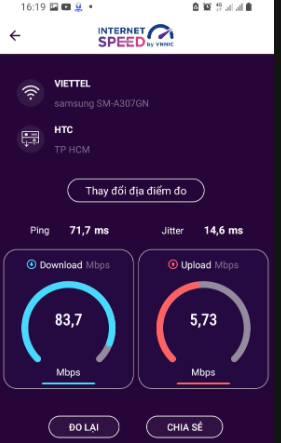 16:19
INTERNET
SPEED by VNNIC
VIETTEL
samsung SM-A307GN
HTC
TP HCM
Thay đổi địa điểm đo
Ping 71,7 ms Jitter 14,6 ms
Download Mbps Upload Mbps
83,7 5,73
Mbps Mbps
ĐO LẠI CHIA SẺ